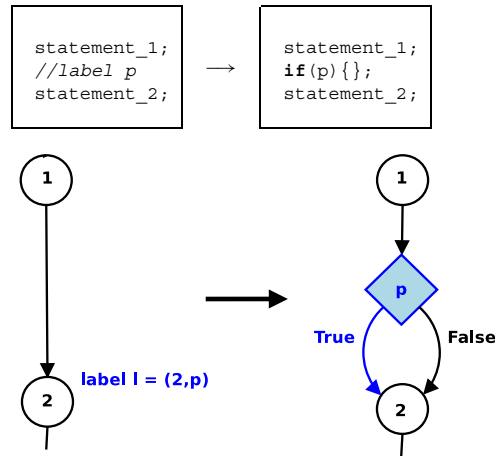 statement_1;
//label p
statement_2;
→
statement_1;
if(p){};
statement_2;
1
2
label l = (2,p)
1
p
True
False
2